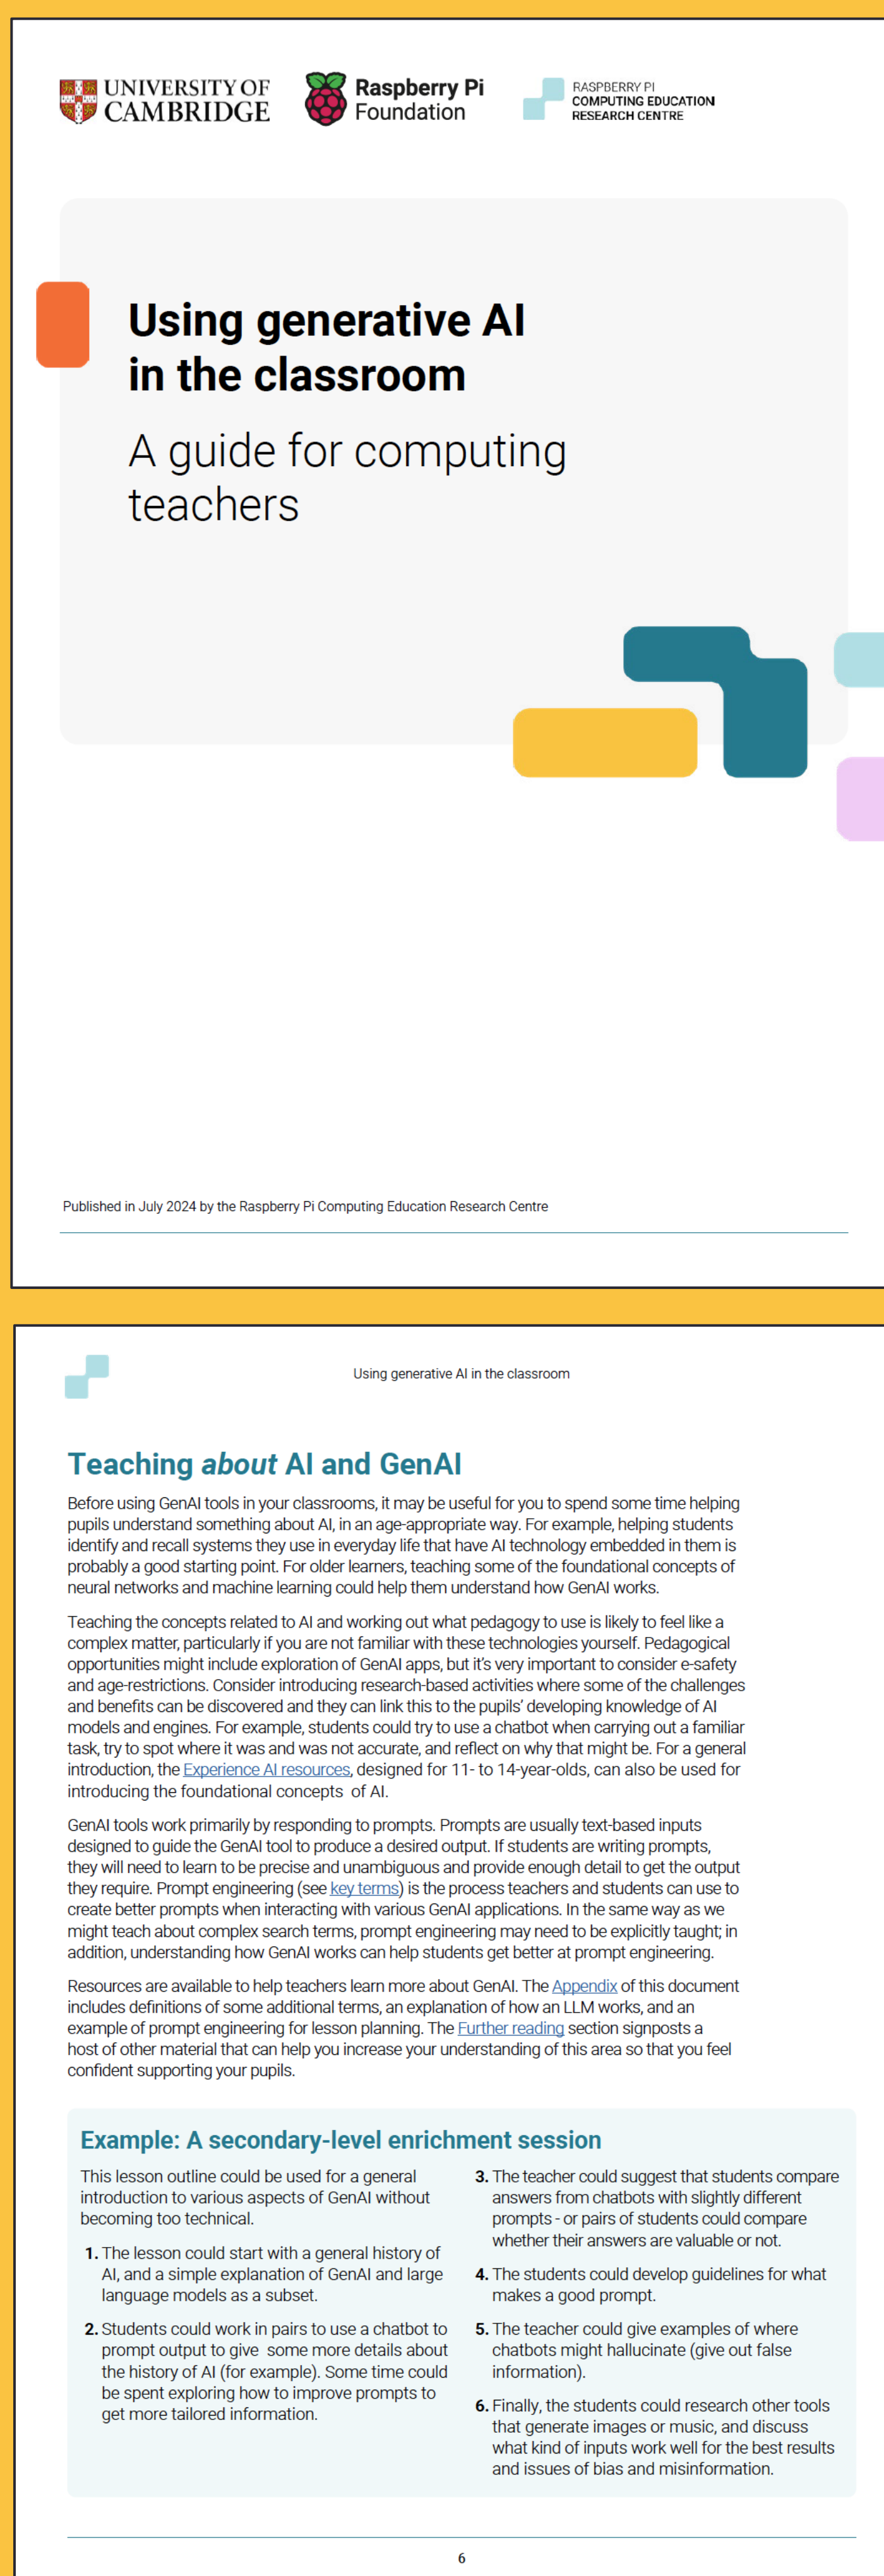 UNIVERSITY OF
CAMBRIDGE
Raspberry Pi
Foundation
RASPBERRY PI
COMPUTING EDUCATION
RESEARCH CENTRE
Using generative AI
in the classroom
A guide for computing
teachers
Published in July 2024 by the Raspberry Pi Computing Education Research Centre
Using generative AI in the classroom
Teaching about AI and GenAI
Before using GenAI tools in your classrooms, it may be useful for you to spend some time helping
pupils understand something about AI, in an age-appropriate way. For example, helping students
identify and recall systems they use in everyday life that have AI technology embedded in them is
probably a good starting point. For older learners, teaching some of the foundational concepts of
neural networks and machine learning could help them understand how GenAI works.
Teaching the concepts related to AI and working out what pedagogy to use is likely to feel like a
complex matter, particularly if you are not familiar with these technologies yourself. Pedagogical
opportunities might include exploration of GenAI apps, but it's very important to consider e-safety
and age-restrictions. Consider introducing research-based activities where some of the challenges
and benefits can be discovered and they can link this to the pupils' developing knowledge of AI
models and engines. For example, students could try to use a chatbot when carrying out a familiar
task, try to spot where it was and was not accurate, and reflect on why that might be. For a general
introduction, the Experience AI resources, designed for 11- to 14-year-olds, can also be used for
introducing the foundational concepts of AI.
GenAI tools work primarily by responding to prompts. Prompts are usually text-based inputs
designed to guide the GenAI tool to produce a desired output. If students are writing prompts,
they will need to learn to be precise and unambiguous and provide enough detail to get the output
they require. Prompt engineering (see key terms) is the process teachers and students can use to
create better prompts when interacting with various GenAI applications. In the same way as we
might teach about complex search terms, prompt engineering may need to be explicitly taught; in
addition, understanding how GenAI works can help students get better at prompt engineering.
Resources are available to help teachers learn more about GenAI. The Appendix of this document
includes definitions of some additional terms, an explanation of how an LLM works, and an
example of prompt engineering for lesson planning. The Further reading section signposts a
host of other material that can help you increase your understanding of this area so that you feel
confident supporting your pupils.
Example: A secondary-level enrichment session
This lesson outline could be used for a general
introduction to various aspects of GenAI without
becoming too technical.
1. The lesson could start with a general history of
AI, and a simple explanation of GenAI and large
language models as a subset.
2. Students could work in pairs to use a chatbot to
prompt output to give some more details about
the history of AI (for example). Some time could
be spent exploring how to improve prompts to
get more tailored information.
3. The teacher could suggest that students compare
answers from chatbots with slightly different
prompts - or pairs of students could compare
whether their answers are valuable or not.
4. The students could develop guidelines for what
makes a good prompt.
5. The teacher could give examples of where
chatbots might hallucinate (give out false
information).
6. Finally, the students could research other tools
that generate images or music, and discuss
what kind of inputs work well for the best results
and issues of bias and misinformation.
6